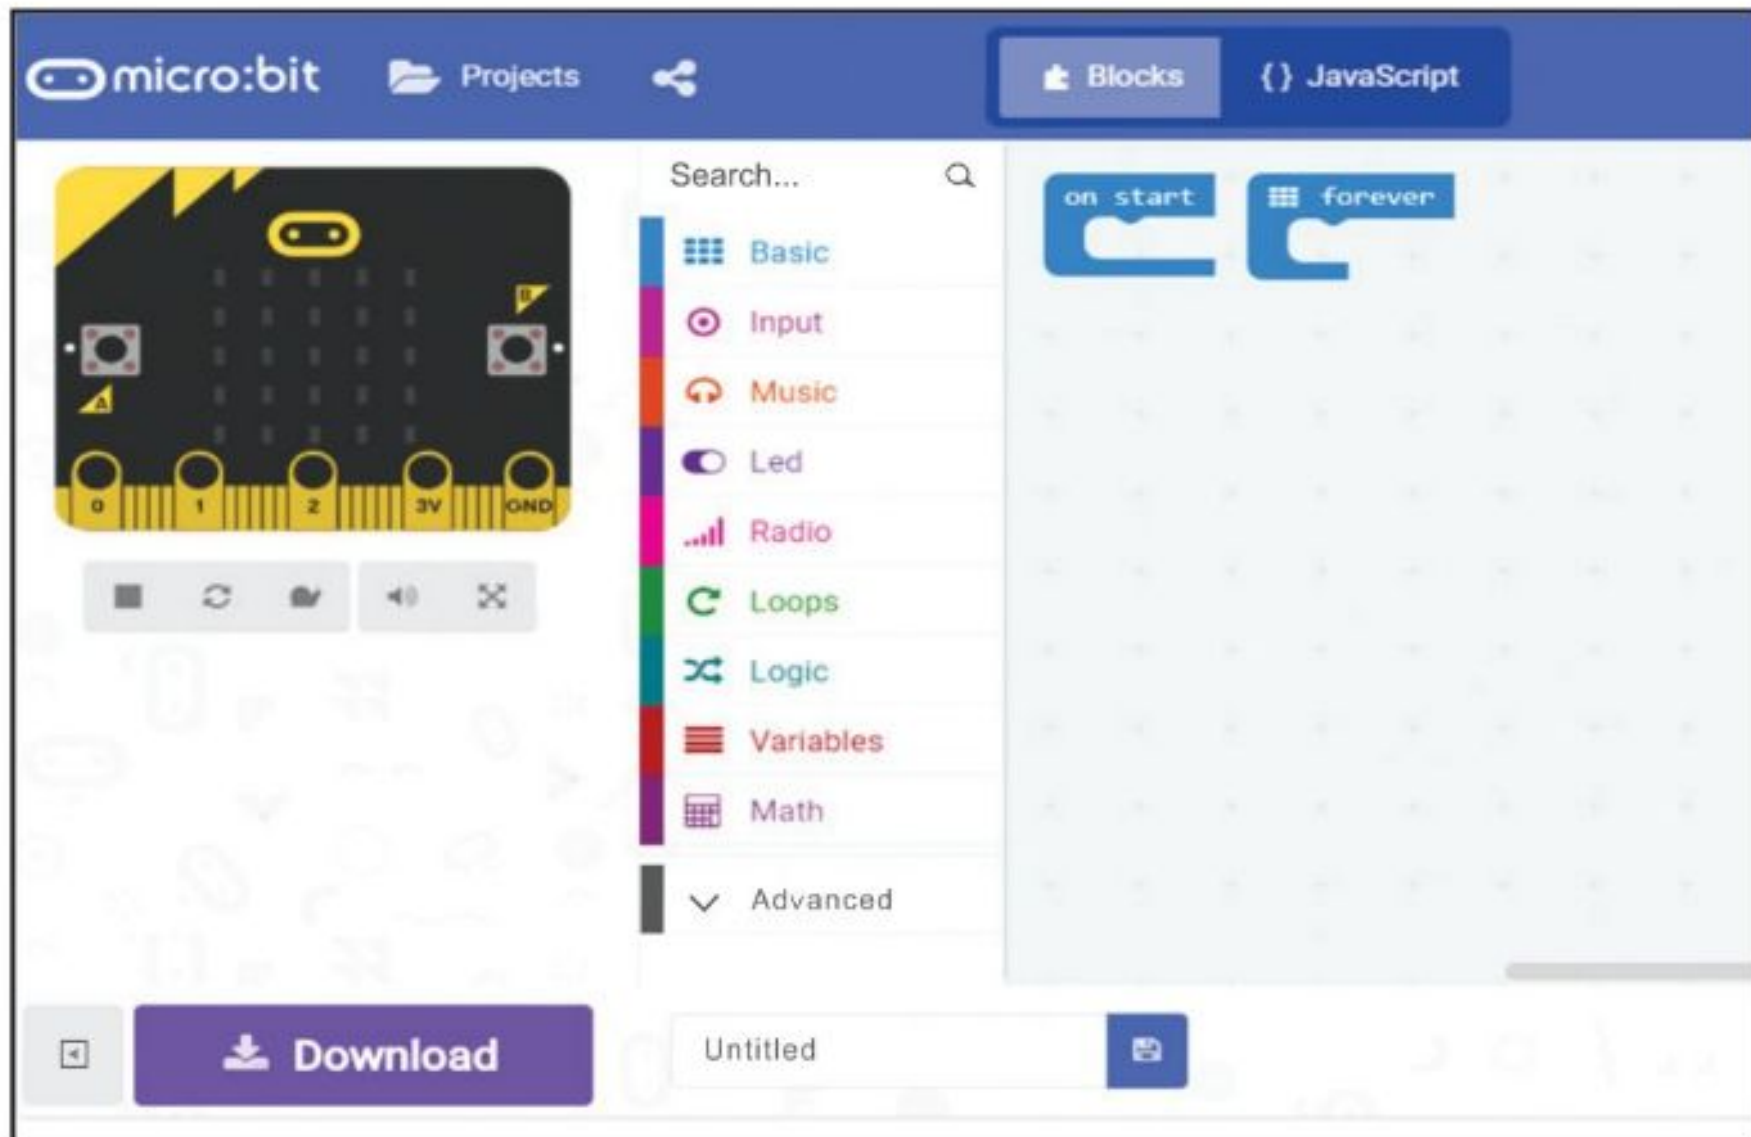 micro:bit Projects Blocks {} JavaScript
Search...
on start forever
Basic
Input
Music
Led
Radio
Loops
Logic
Variables
Math
Advanced
B
A
0 1 2 3V GND
Download
Untitled